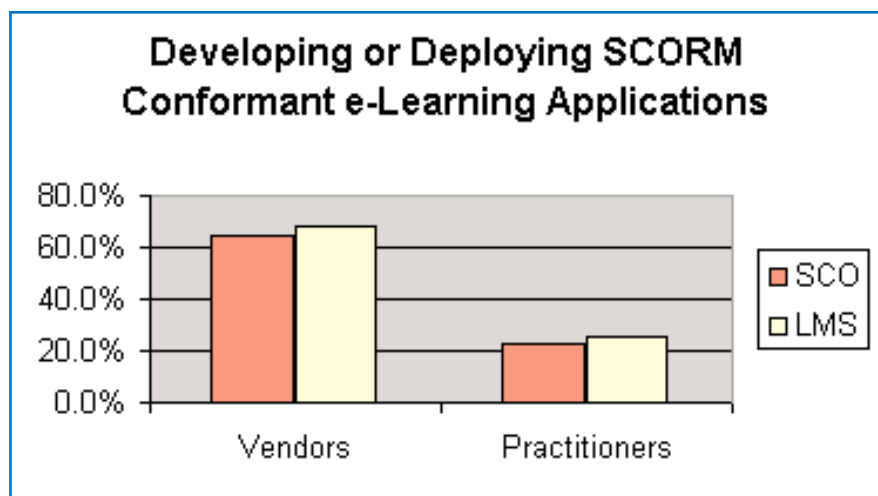 Developing or Deploying SCORM
Conformant e-Learning Applications
80.0%
60.0%
40.0%
20.0%
0.0%
Vendors Practitioners
SCO
LMS